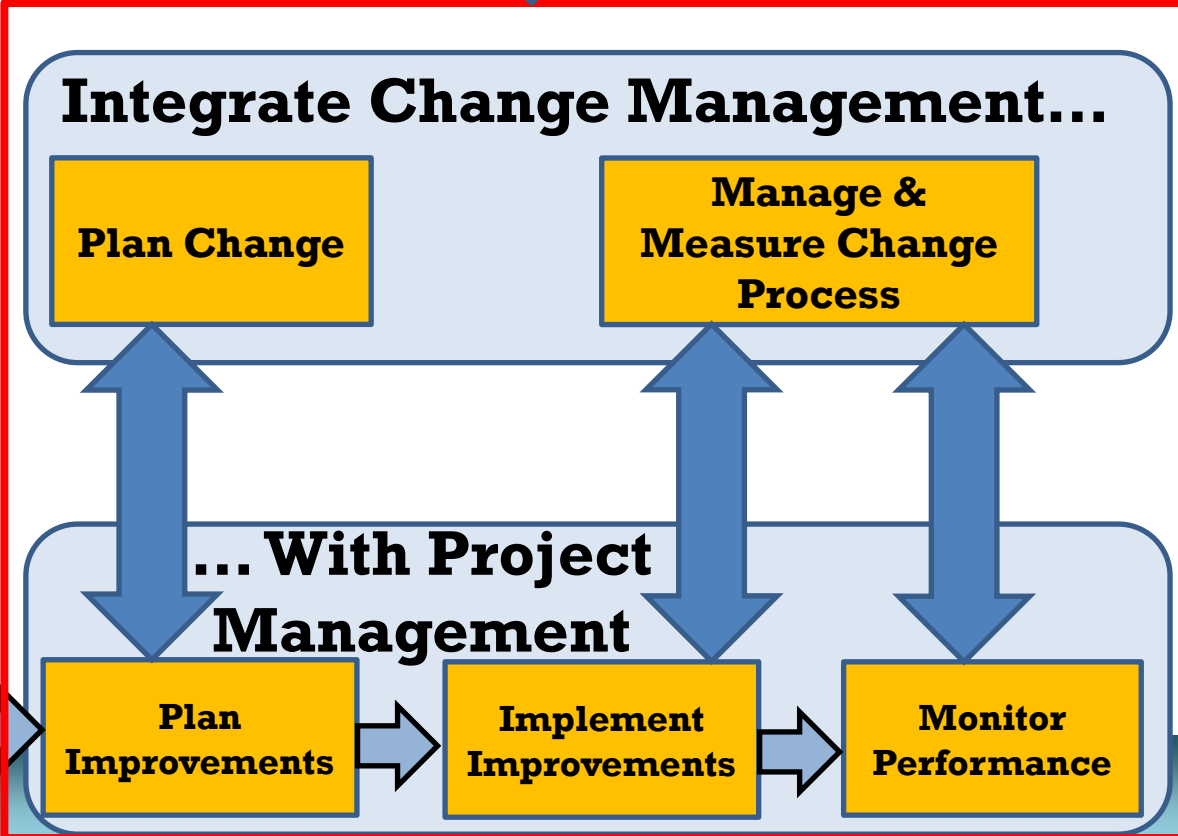 Integrate Change Management...
Plan Change
Manage &
Measure Change
Process
... With Project
Management
Plan
Improvements
Implement
Improvements
Monitor
Performance